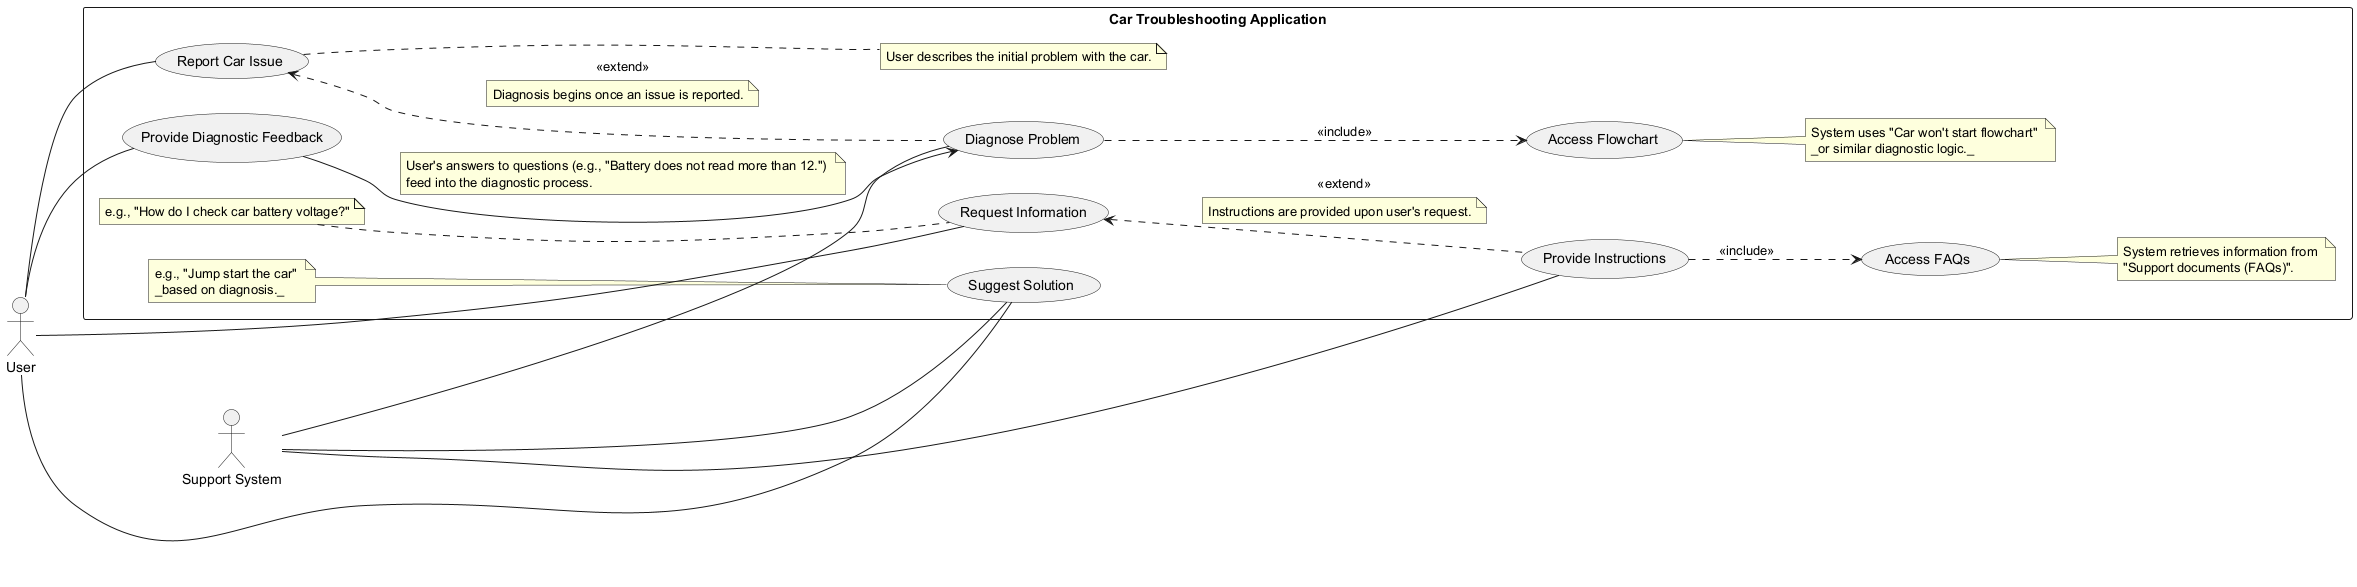 Car Troubleshooting Application
Report Car Issue
User describes the initial problem with the car.
«extend»
Diagnosis begins once an issue is reported.
Provide Diagnostic Feedback
Diagnose Problem
«include»
Access Flowchart
System uses "Car won't start flowchart"
_or similar diagnostic logic._
User's answers to questions (e.g., "Battery does not read more than 12.")
feed into the diagnostic process.
e.g., "How do I check car battery voltage?"
Request Information
«extend»
Instructions are provided upon user's request.
Provide Instructions
«include»
Access FAQs
System retrieves information from
"Support documents (FAQs)".
e.g., "Jump start the car"
_based on diagnosis._
Suggest Solution
User
Support System